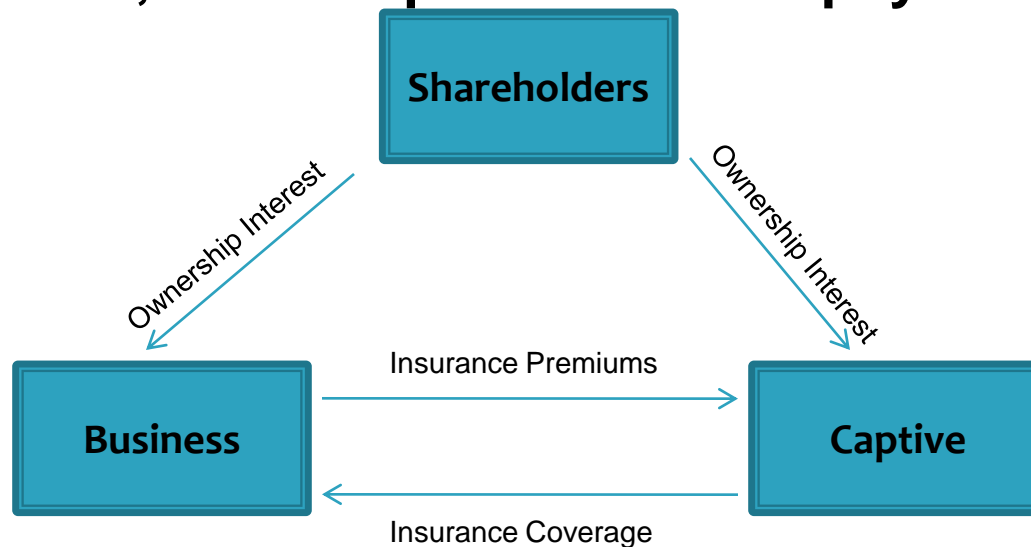 Shareholders
Ownership Interest
Ownership Interest
Insurance Premiums
Business
Captive
Insurance Coverage